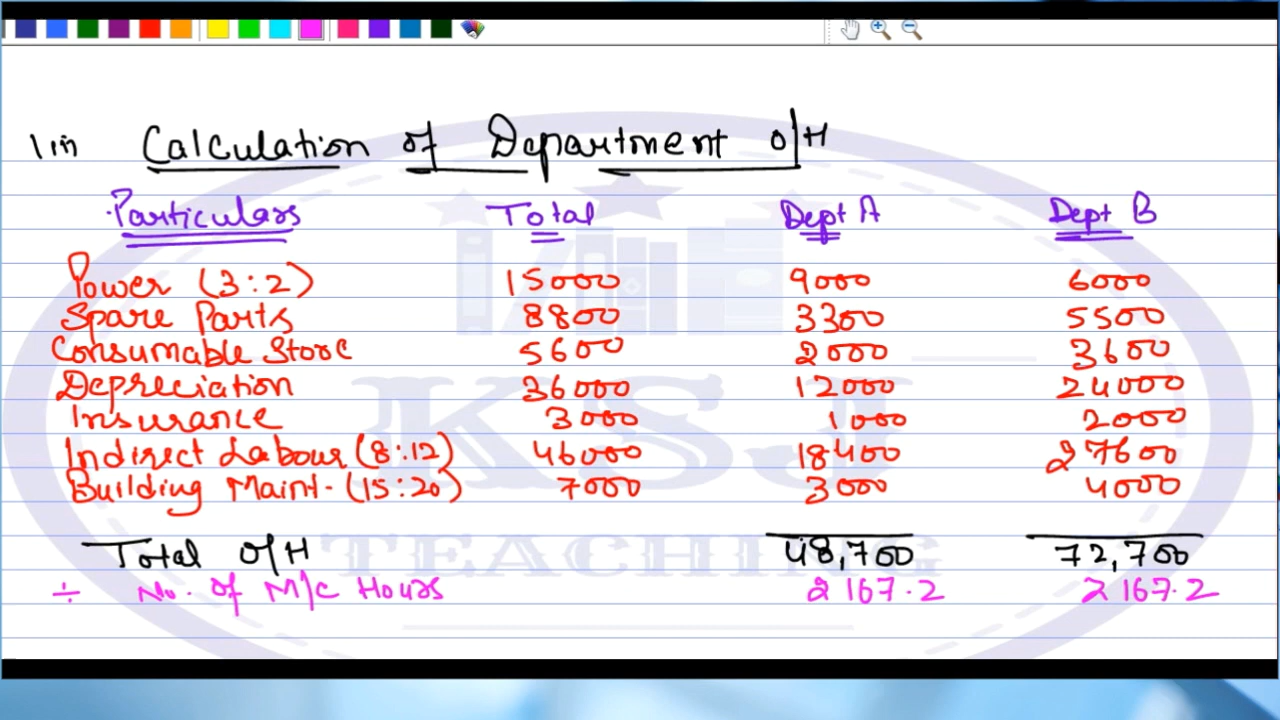 1 iii) Calculation of Department O/H
Particulars Total Dept A Dept B
Power (3:2) 15000 9000 6000
Spare Parts 8800 3300 5500
Consumable Store 5600 2000 3600
Depreciation 36000 12000 24000
Insurance 3000 1000 2000
Indirect Labour (8:12) 46000 18400 27600
Building Maint- (15:20) 7000 3000 4000
Total O/H 48,700 72,700
÷ No. of M/C Hours 2167.2 2167.2
KSJ
TEACHING